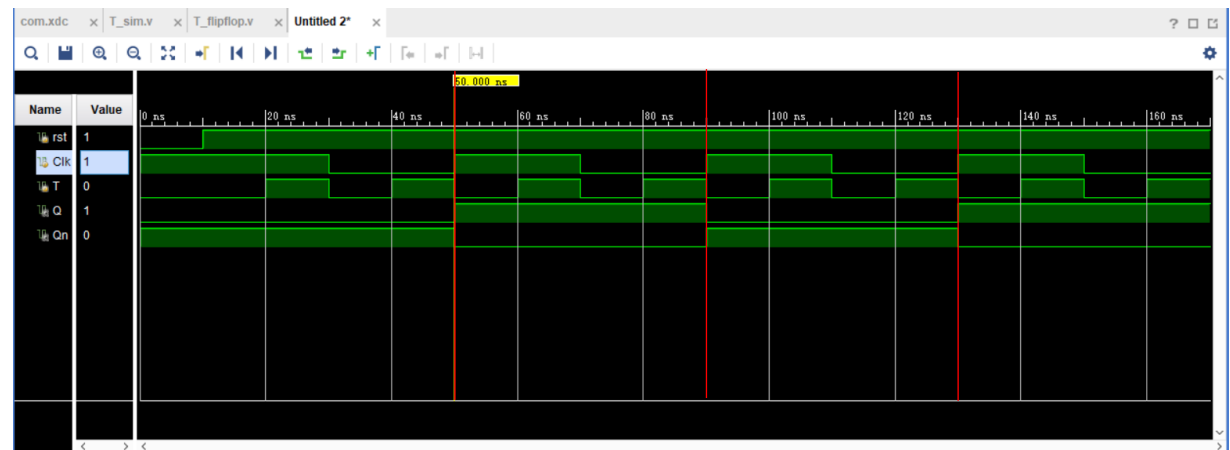 com.xdc × T_sim.v × T_flipflop.v × Untitled 2* × ?
50.000 ns
Name Value 0 ns 20 ns 40 ns 60 ns 80 ns 100 ns 120 ns 140 ns 160 ns
rst 1
Clk 1
T 0
Q 1
Qn 0